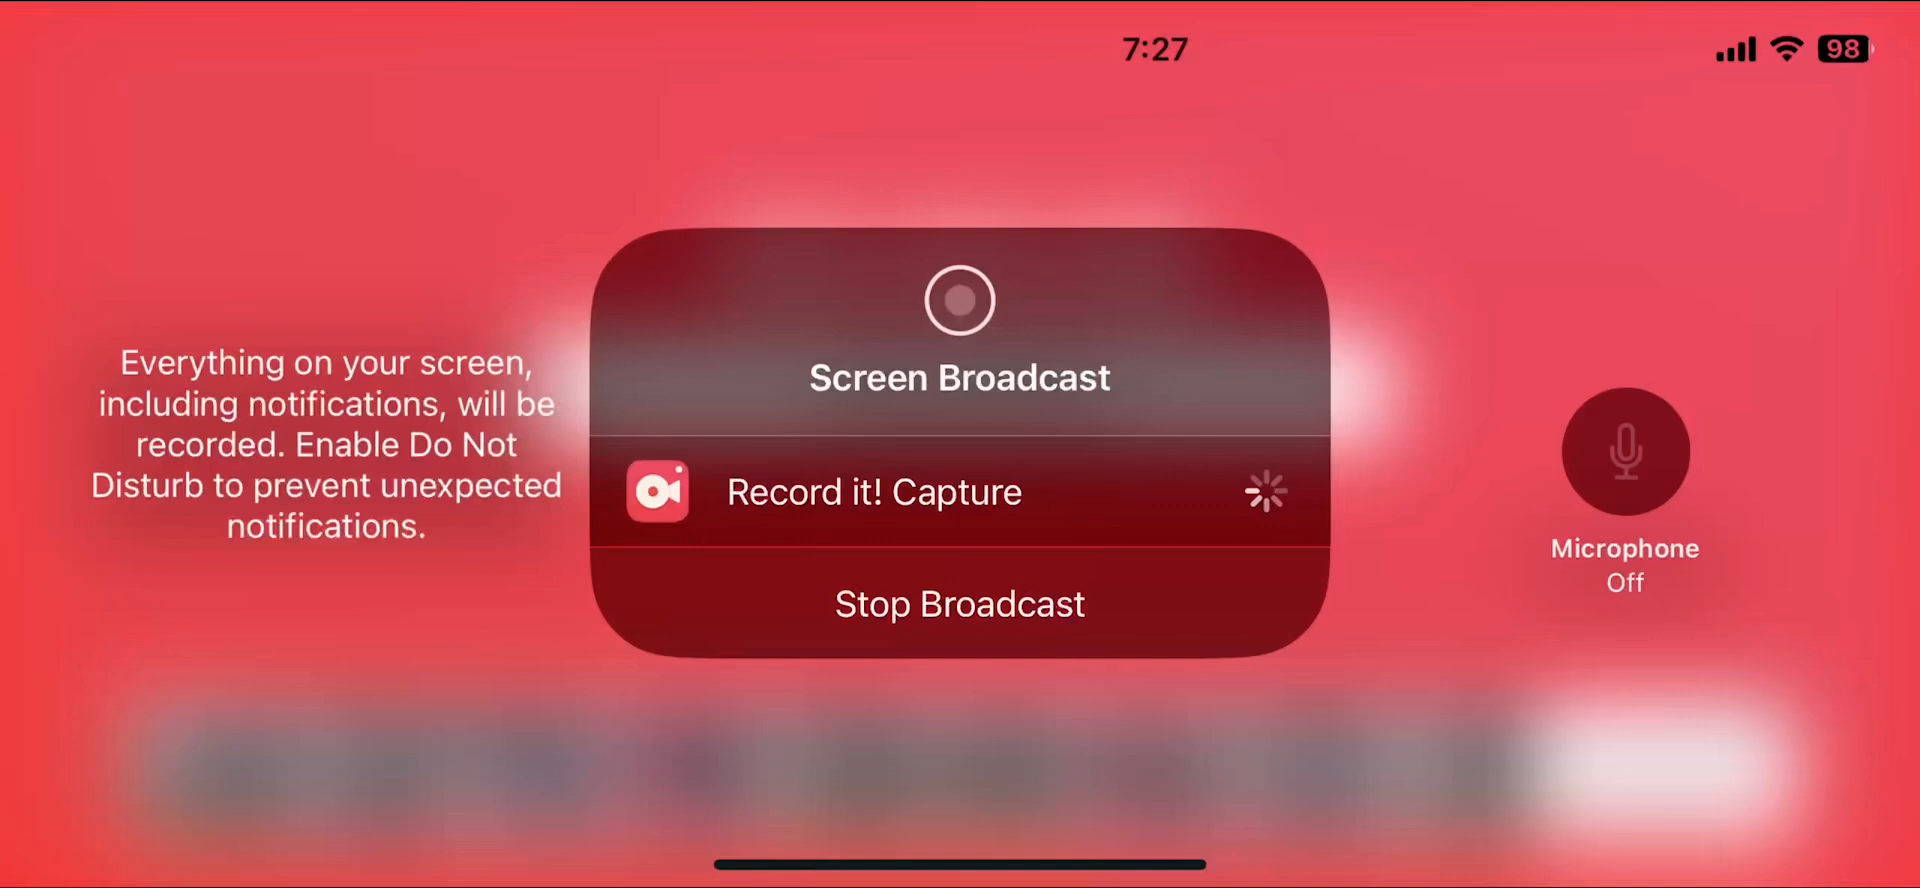 7:27
98
Everything on your screen,
including notifications, will be
recorded. Enable Do Not
Disturb to prevent unexpected
notifications.
Screen Broadcast
Record it! Capture
Stop Broadcast
Microphone
Off